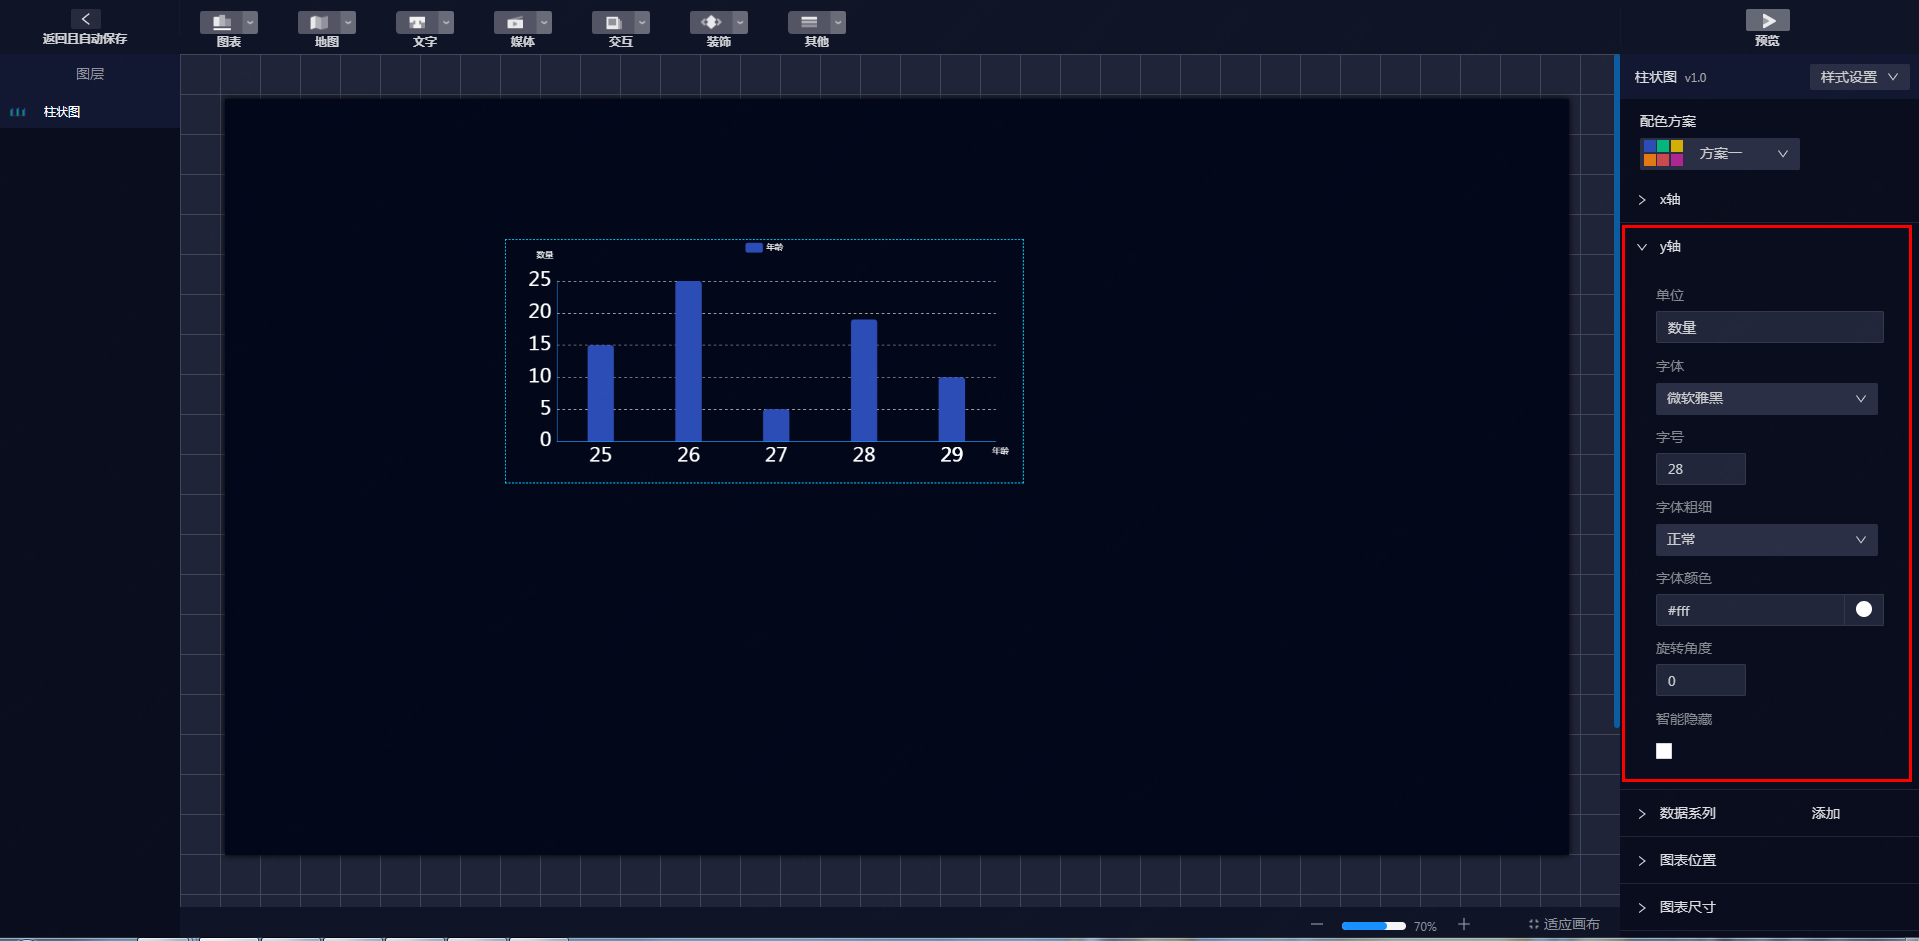 返回且自动保存
图表
地图
文字
媒体
交互
装饰
其他
预览
图层
柱状图
数量
年龄
25
20
15
10
5
0
25 26 27 28 29 年龄
柱状图 v1.0 样式设置
配色方案
方案一
x轴
y轴
单位
数量
字体
微软雅黑
字号
28
字体粗细
正常
字体颜色
#fff
旋转角度
0
智能隐藏
数据系列 添加
图表位置
图表尺寸
70% 适应画布